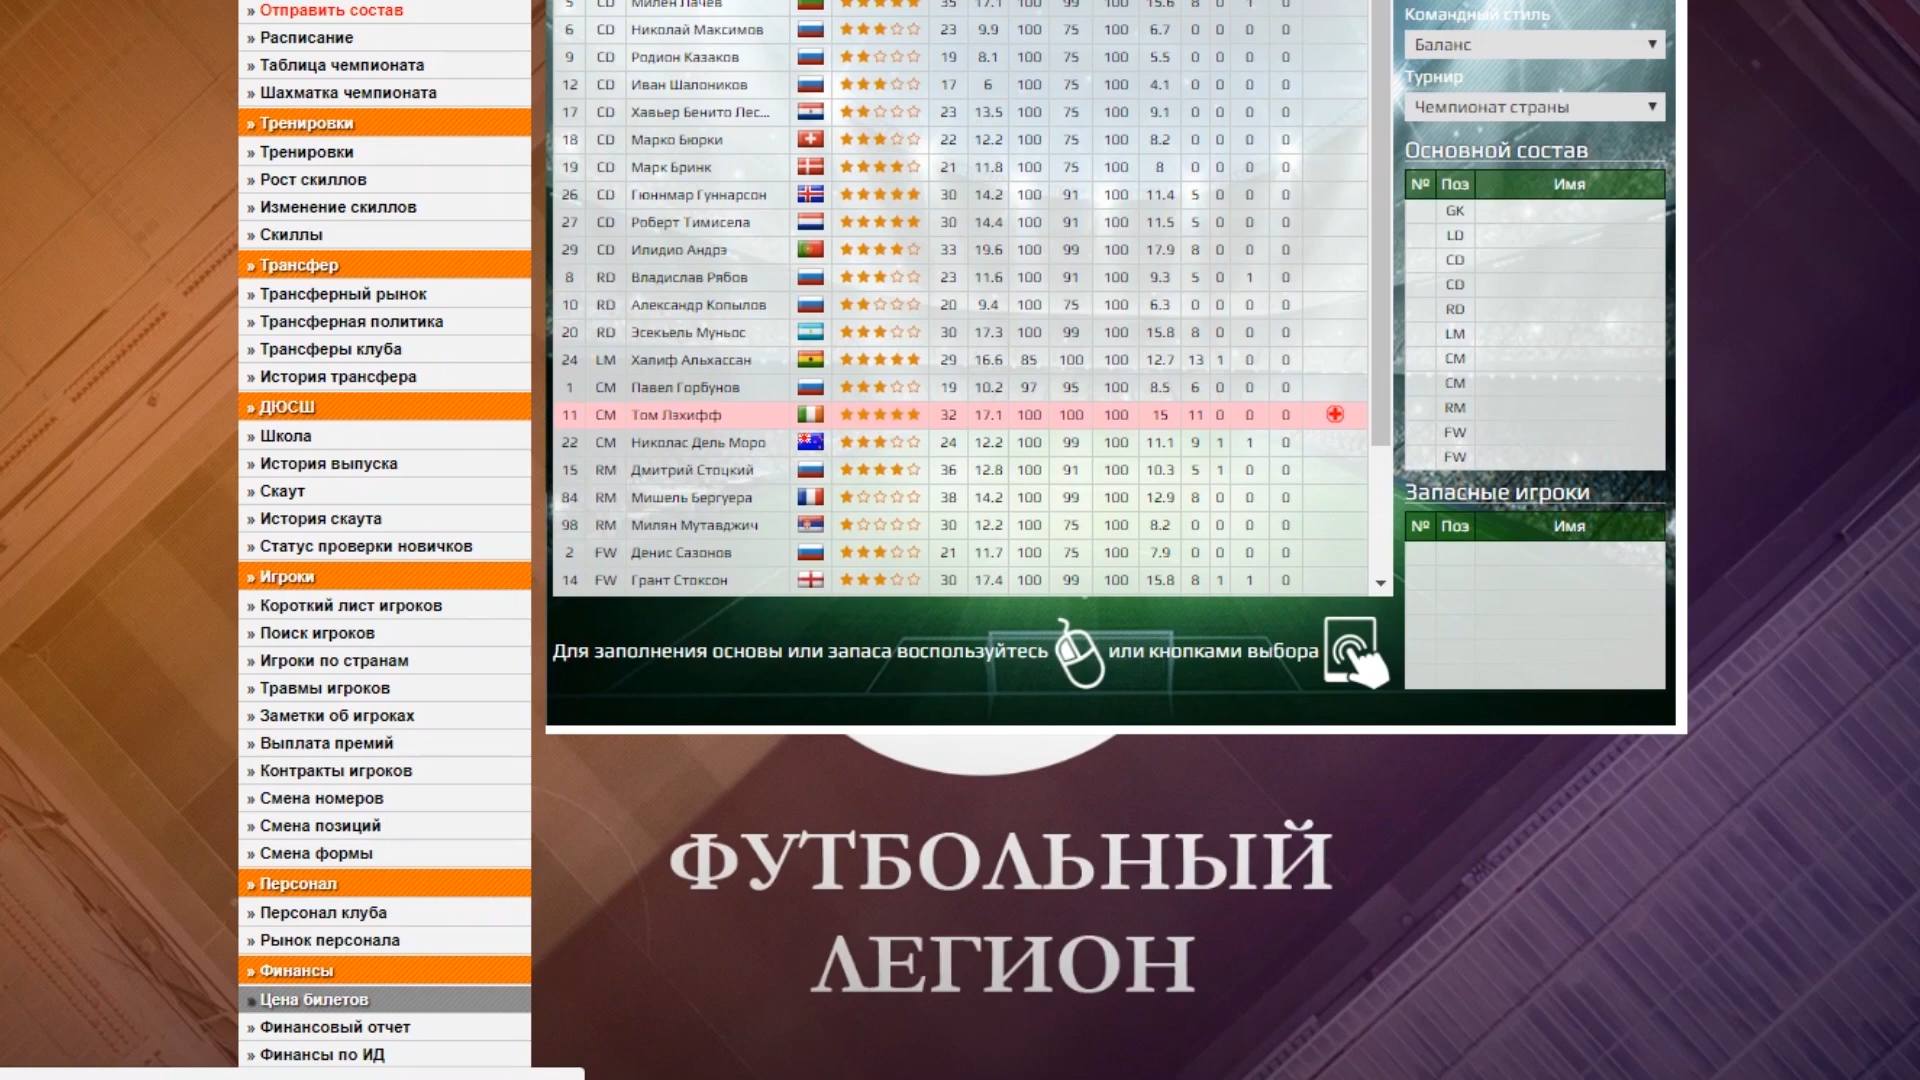 » Отправить состав
» Расписание
» Таблица чемпионата
» Шахматка чемпионата
» Тренировки
» Тренировки
» Рост скиллов
» Изменение скиллов
» Скиллы
» Трансфер
» Трансферный рынок
» Трансферная политика
» Трансферы клуба
» История трансфера
» ДЮСШ
» Школа
» История выпуска
» Скаут
» История скаута
» Статус проверки новичков
» Игроки
» Короткий лист игроков
» Поиск игроков
» Игроки по странам
» Травмы игроков
» Заметки об игроках
» Выплата премий
» Контракты игроков
» Смена номеров
» Смена позиций
» Смена формы
» Персонал
» Персонал клуба
» Рынок персонала
» Финансы
» Цена билетов
» Финансовый отчет
» Финансы по ИД
5 CD Милен Лачев 35 17.1 100 99 100 15.6 8 0 1 0
6 CD Николай Максимов 23 9.9 100 75 100 6.7 0 0 0 0
9 CD Родион Казаков 19 8.1 100 75 100 5.5 0 0 0 0
12 CD Иван Шапоников 17 6 100 75 100 4.1 0 0 0 0
17 CD Хавьер Бенито Лес... 23 13.5 100 75 100 9.1 0 0 0 0
18 CD Марко Бюрки 22 12.2 100 75 100 8.2 0 0 0 0
19 CD Марк Бринк 21 11.8 100 75 100 8 0 0 0 0
26 CD Гюннмар Гуннарсон 30 14.2 100 91 100 11.4 5 0 0 0
27 CD Роберт Тимисела 30 14.4 100 91 100 11.5 5 0 0 0
29 CD Илидио Андрэ 33 19.6 100 99 100 17.9 8 0 0 0
8 RD Владислав Рябов 23 11.6 100 91 100 9.3 5 0 1 0
10 RD Александр Копылов 20 9.4 100 75 100 6.3 0 0 0 0
20 RD Эсекьель Муньос 30 17.3 100 99 100 15.8 8 0 0 0
24 LM Халиф Альхассан 29 16.6 85 100 100 12.7 13 1 0 0
1 CM Павел Горбунов 19 10.2 97 95 100 8.5 6 0 0 0
11 CM Том Лэхифф 32 17.1 100 100 100 15 11 0 0 0
22 CM Николас Дель Моро 24 12.2 100 99 100 11.1 9 1 1 0
15 RM Дмитрий Стоцкий 36 12.8 100 91 100 10.3 5 1 0 0
84 RM Мишель Бергуера 38 14.2 100 99 100 12.9 8 0 0 0
98 RM Милян Мутавджич 30 12.2 100 75 100 8.2 0 0 0 0
2 FW Денис Сазонов 21 11.7 100 75 100 7.9 0 0 0 0
14 FW Грант Стоксон 30 17.4 100 99 100 15.8 8 1 1 0
Для заполнения основы или запаса воспользуйтесь или кнопками выбора
Командный стиль
Баланс
Турнир
Чемпионат страны
Основной состав
№ Поз Имя
GK
LD
CD
CD
RD
LM
CM
CM
RM
FW
FW
Запасные игроки
№ Поз Имя
ФУТБОЛЬНЫЙ
ЛЕГИОН